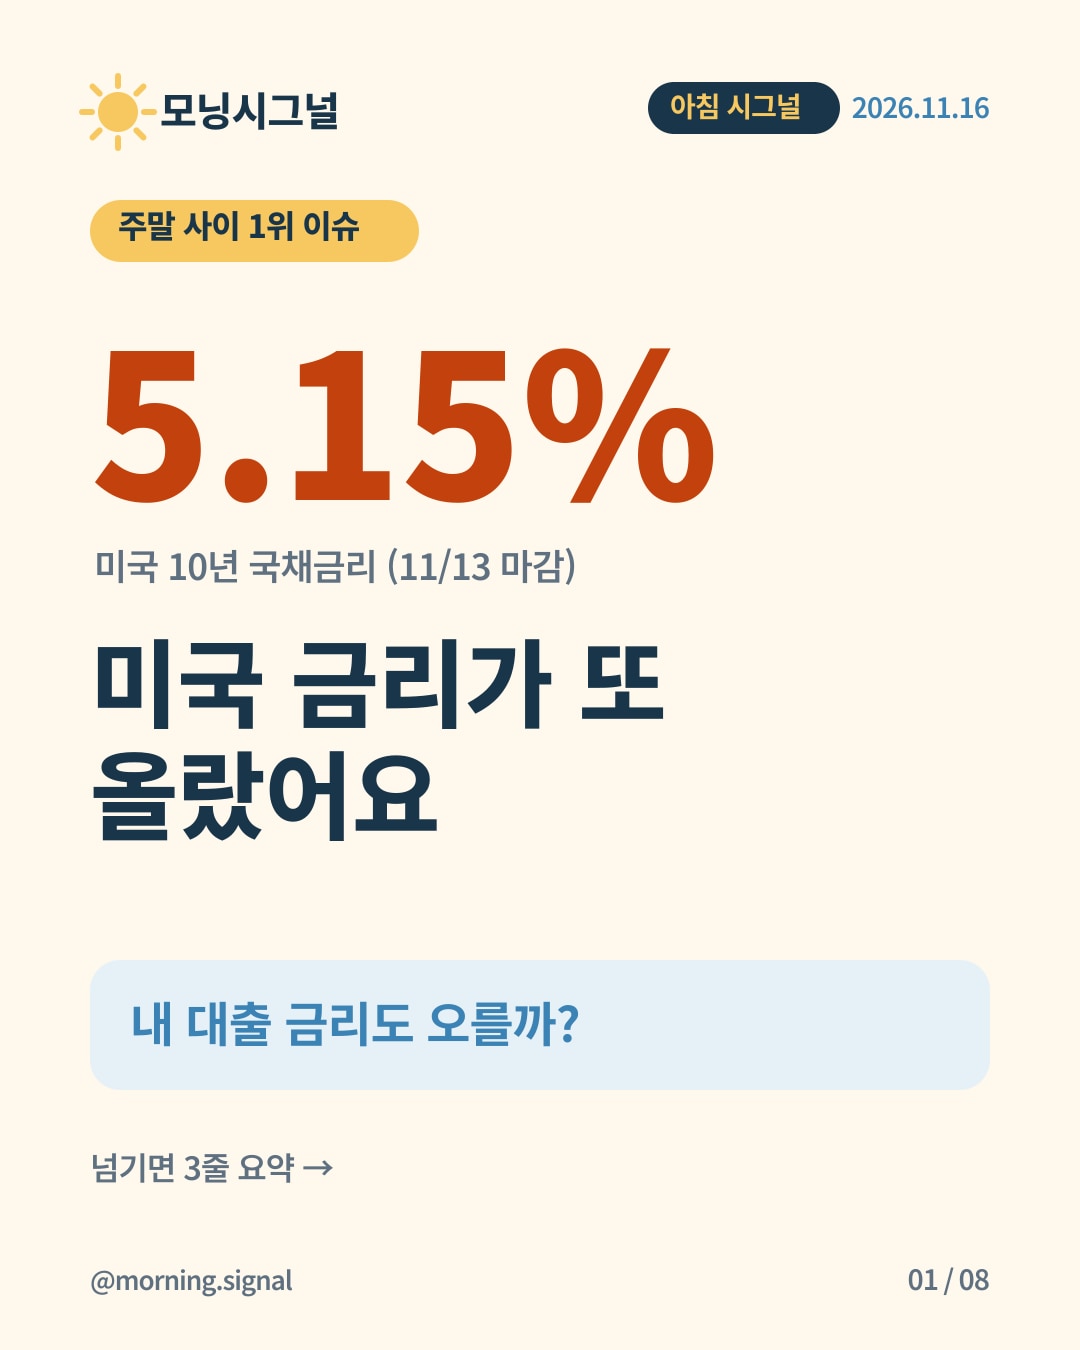 모닝시그널
아침 시그널 2026.11.16
주말 사이 1위 이슈
5.15%
미국 10년 국채금리 (11/13 마감)
미국 금리가 또
올랐어요
내 대출 금리도 오를까?
넘기면 3줄 요약 →
@morning.signal
01 / 08